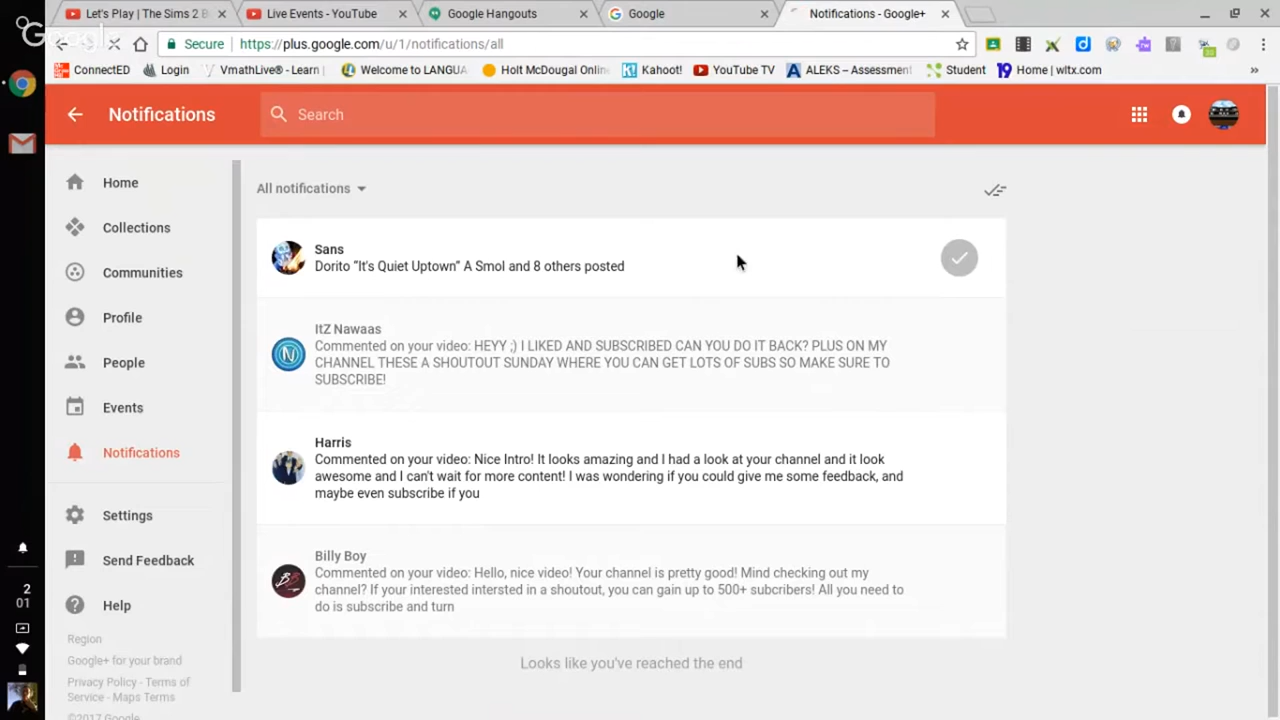 Let's Play | The Sims 2 B
Live Events - YouTube
Google Hangouts
Google
Notifications - Google+
Google
Secure
https://plus.google.com/u/1/notifications/all
ConnectED
Login
VmathLive® - Learn
Welcome to LANGUA
Holt McDougal Onlin
Kahoot!
YouTube TV
ALEKS – Assessment
Student
Home | wltx.com
Notifications
Search
Home
Collections
Communities
Profile
People
Events
Notifications
Settings
Send Feedback
Help
Region
Google+ for your brand
Privacy Policy - Terms of
Service - Maps Terms
©2017 Google
All notifications
Sans
Dorito "It's Quiet Uptown" A Smol and 8 others posted
ItZ Nawaas
Commented on your video: HEYY ;) I LIKED AND SUBSCRIBED CAN YOU DO IT BACK? PLUS ON MY
CHANNEL THESE A SHOUTOUT SUNDAY WHERE YOU CAN GET LOTS OF SUBS SO MAKE SURE TO
SUBSCRIBE!
Harris
Commented on your video: Nice Intro! It looks amazing and I had a look at your channel and it look
awesome and I can't wait for more content! I was wondering if you could give me some feedback, and
maybe even subscribe if you
Billy Boy
Commented on your video: Hello, nice video! Your channel is pretty good! Mind checking out my
channel? If your interested intersted in a shoutout, you can gain up to 500+ subcribers! All you need to
do is subscribe and turn
Looks like you've reached the end
2
01